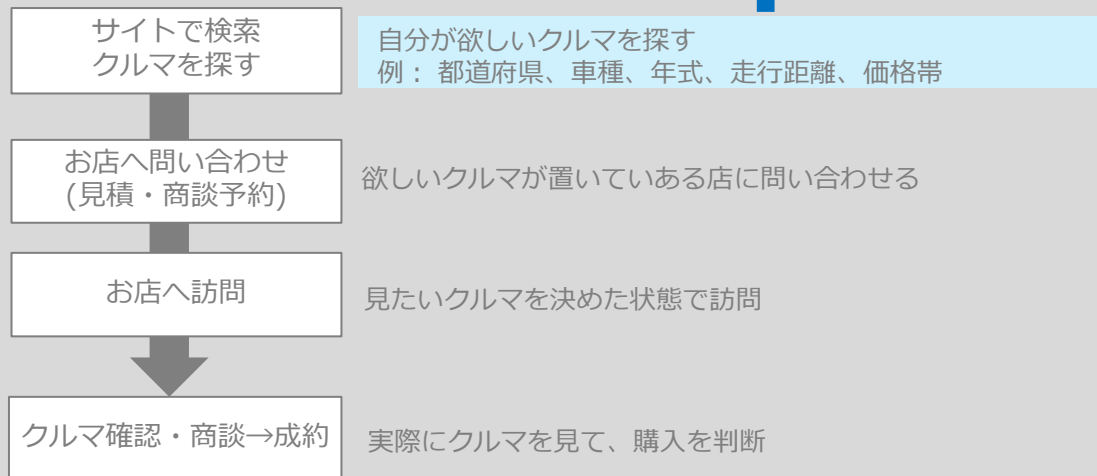 サイトで検索
クルマを探す
自分が欲しいクルマを探す
例： 都道府県、車種、年式、走行距離、価格帯
お店へ問い合わせ
(見積・商談予約)
欲しいクルマが置いていある店に問い合わせる
お店へ訪問
見たいクルマを決めた状態で訪問
クルマ確認・商談→成約
実際にクルマを見て、購入を判断